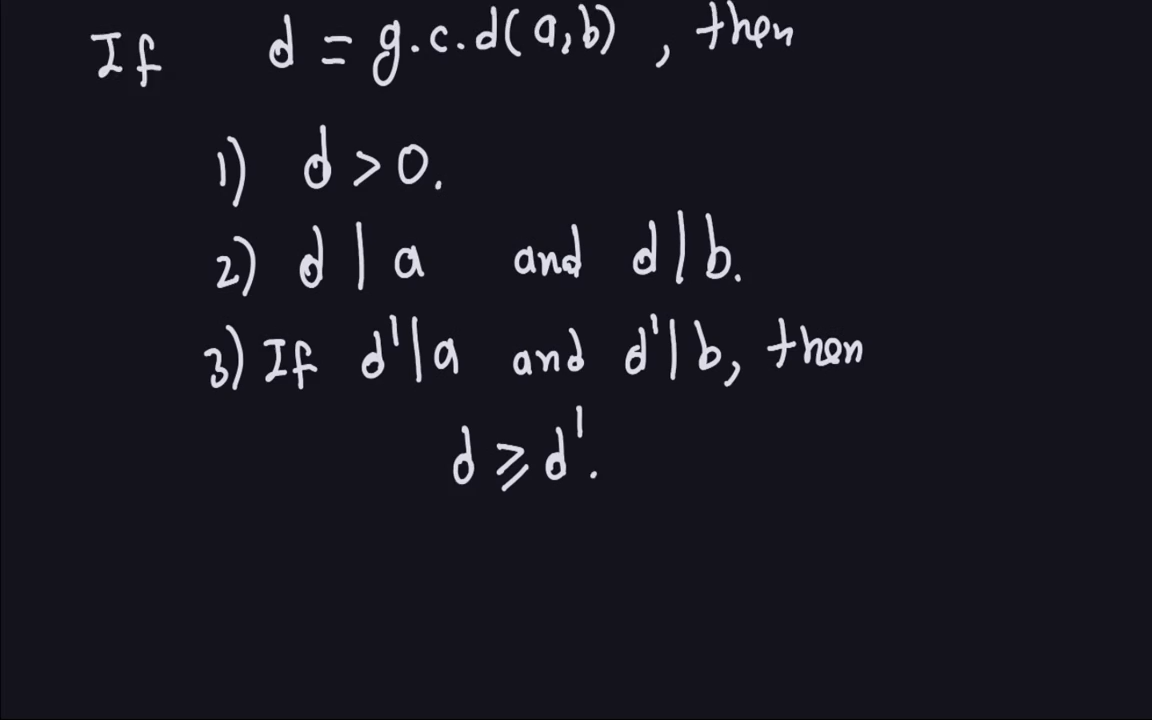 If d = g.c.d(a,b), then
1) d > 0.
2) d | a and d | b.
3) If d' | a and d' | b, then
d ⩾ d'.